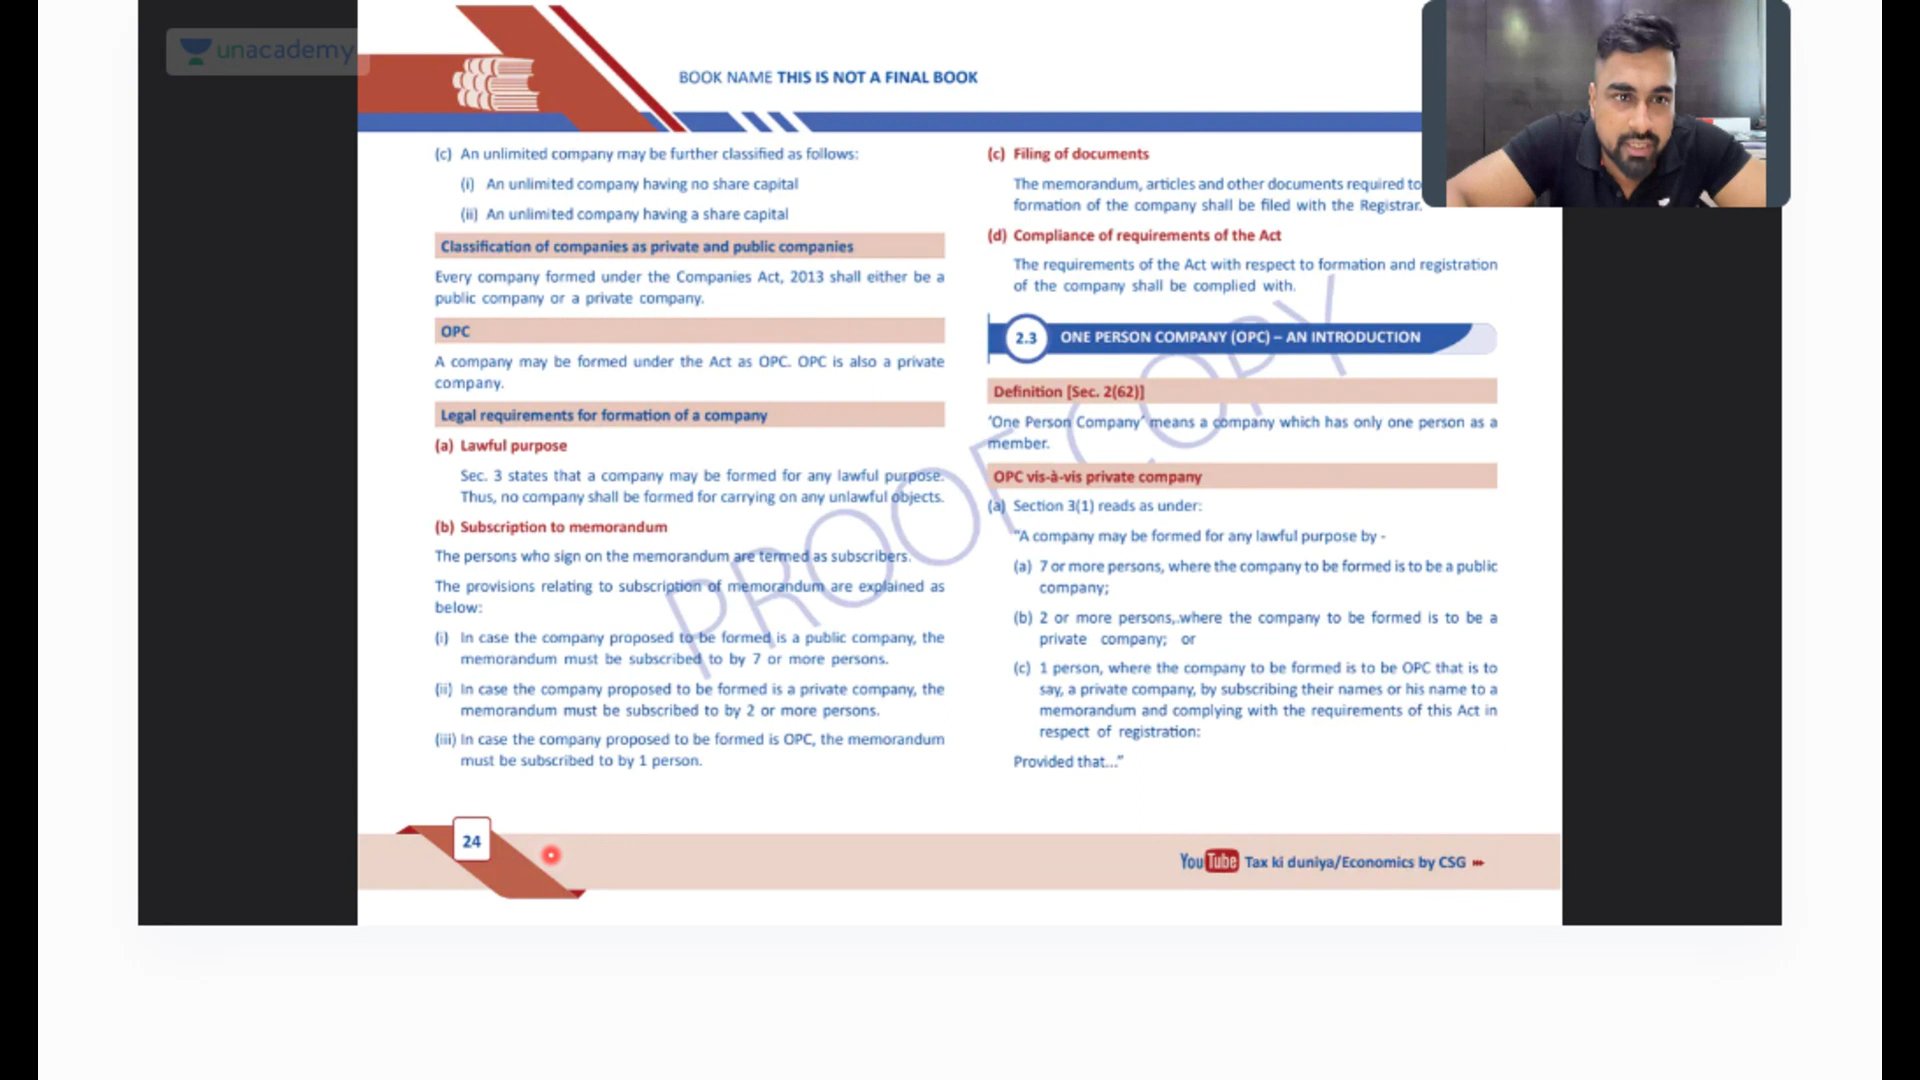 unacademy
BOOK NAME THIS IS NOT A FINAL BOOK
(c) An unlimited company may be further classified as follows:
(i) An unlimited company having no share capital
(ii) An unlimited company having a share capital
Classification of companies as private and public companies
Every company formed under the Companies Act, 2013 shall either be a
public company or a private company.
OPC
A company may be formed under the Act as OPC. OPC is also a private
company.
Legal requirements for formation of a company
(a) Lawful purpose
Sec. 3 states that a company may be formed for any lawful purpose.
Thus, no company shall be formed for carrying on any unlawful objects.
(b) Subscription to memorandum
The persons who sign on the memorandum are termed as subscribers.
The provisions relating to subscription of memorandum are explained as
below:
(i) In case the company proposed to be formed is a public company, the
memorandum must be subscribed to by 7 or more persons.
(ii) In case the company proposed to be formed is a private company, the
memorandum must be subscribed to by 2 or more persons.
(iii) In case the company proposed to be formed is OPC, the memorandum
must be subscribed to by 1 person.
(c) Filing of documents
The memorandum, articles and other documents required to
formation of the company shall be filed with the Registrar.
(d) Compliance of requirements of the Act
The requirements of the Act with respect to formation and registration
of the company shall be complied with.
2.3 ONE PERSON COMPANY (OPC) – AN INTRODUCTION
Definition [Sec. 2(62)]
'One Person Company' means a company which has only one person as a
member.
OPC vis-à-vis private company
(a) Section 3(1) reads as under:
"A company may be formed for any lawful purpose by -
(a) 7 or more persons, where the company to be formed is to be a public
company;
(b) 2 or more persons,.where the company to be formed is to be a
private company; or
(c) 1 person, where the company to be formed is to be OPC that is to
say, a private company, by subscribing their names or his name to a
memorandum and complying with the requirements of this Act in
respect of registration:
Provided that..."
PROOF COPY
24
YouTube Tax ki duniya/Economics by CSG